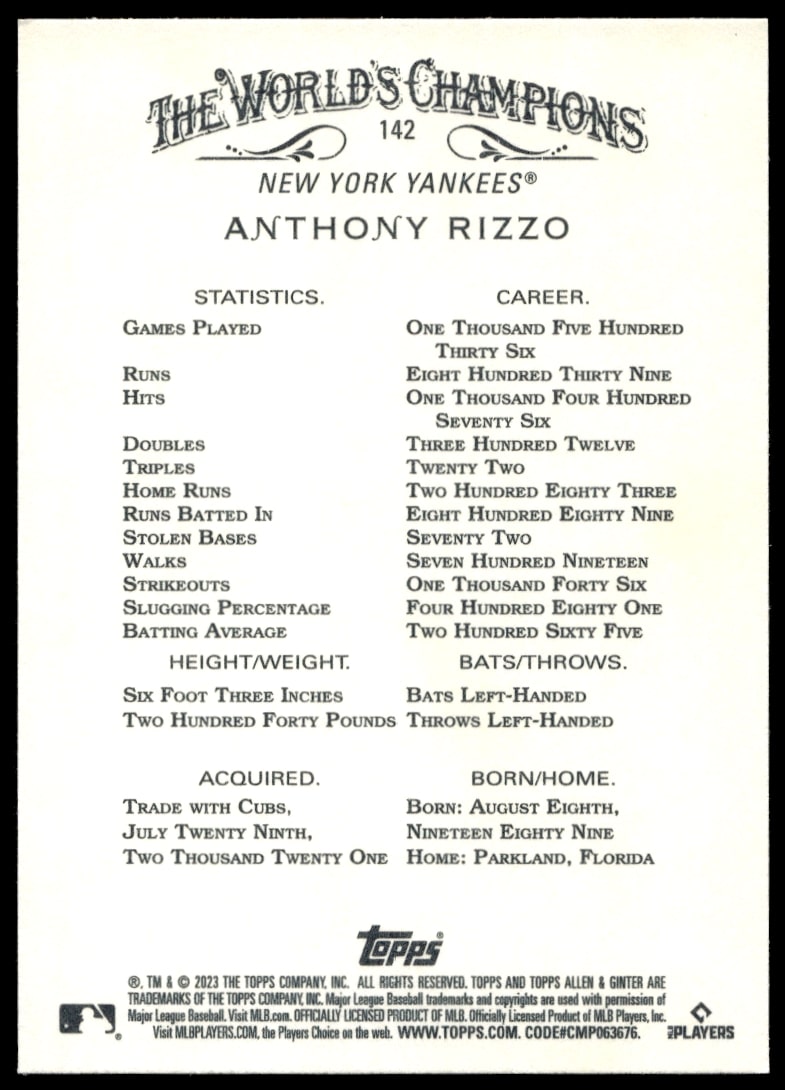 THE WORLD'S CHAMPIONS
142
NEW YORK YANKEES®
ANTHONY RIZZO
STATISTICS. CAREER.
GAMES PLAYED ONE THOUSAND FIVE HUNDRED
THIRTY SIX
RUNS EIGHT HUNDRED THIRTY NINE
HITS ONE THOUSAND FOUR HUNDRED
SEVENTY SIX
DOUBLES THREE HUNDRED TWELVE
TRIPLES TWENTY TWO
HOME RUNS TWO HUNDRED EIGHTY THREE
RUNS BATTED IN EIGHT HUNDRED EIGHTY NINE
STOLEN BASES SEVENTY TWO
WALKS SEVEN HUNDRED NINETEEN
STRIKEOUTS ONE THOUSAND FORTY SIX
SLUGGING PERCENTAGE FOUR HUNDRED EIGHTY ONE
BATTING AVERAGE TWO HUNDRED SIXTY FIVE
HEIGHT/WEIGHT. BATS/THROWS.
SIX FOOT THREE INCHES BATS LEFT-HANDED
TWO HUNDRED FORTY POUNDS THROWS LEFT-HANDED
ACQUIRED. BORN/HOME.
TRADE WITH CUBS, BORN: AUGUST EIGHTH,
JULY TWENTY NINTH, NINETEEN EIGHTY NINE
TWO THOUSAND TWENTY ONE HOME: PARKLAND, FLORIDA
TOPPS®
®, TM & © 2023 THE TOPPS COMPANY, INC. ALL RIGHTS RESERVED. TOPPS AND TOPPS ALLEN & GINTER ARE
TRADEMARKS OF THE TOPPS COMPANY, INC. Major League Baseball trademarks and copyrights are used with permission of
Major League Baseball. Visit MLB.com. OFFICIALLY LICENSED PRODUCT OF MLB. Officially Licensed Product of MLB Players, Inc.
Visit MLBPLAYERS.COM, the Players Choice on the web. WWW.TOPPS.COM. CODE#CMP063676.
MLB PLAYERS